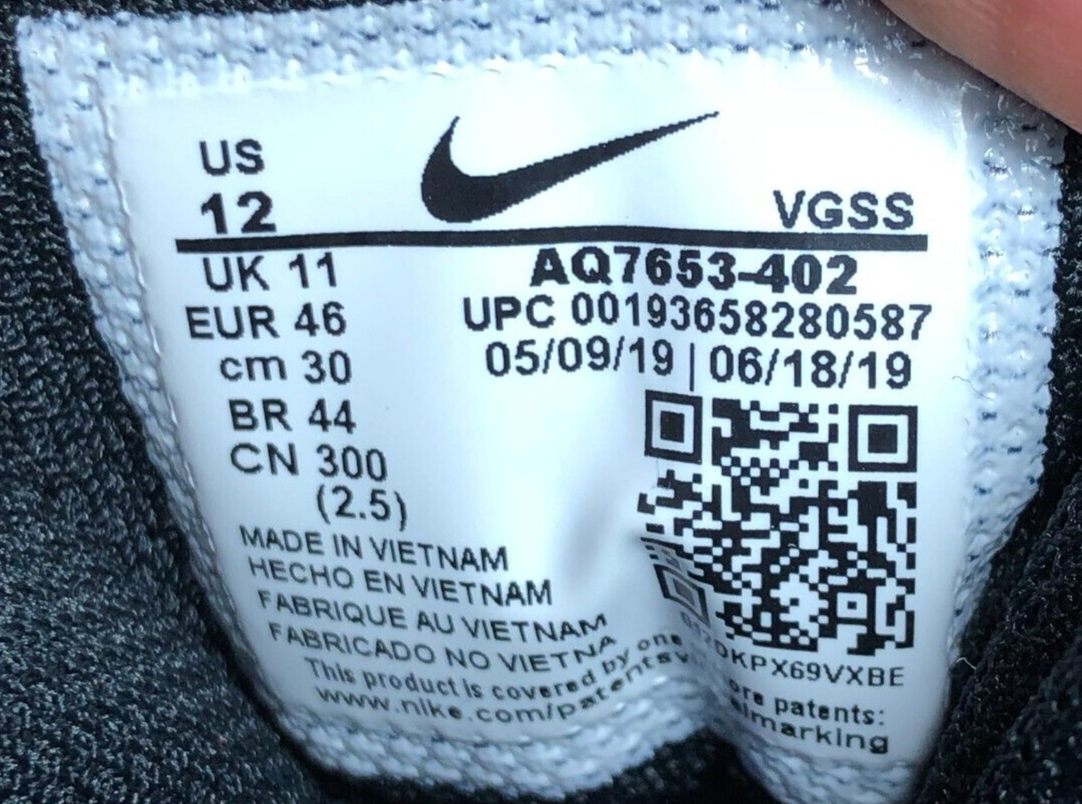 US
12
VGSS
UK 11
EUR 46
cm 30
BR 44
CN 300
(2.5)
AQ7653-402
UPC 00193658280587
05/09/19 | 06/18/19
MADE IN VIETNAM
HECHO EN VIETNAM
FABRIQUE AU VIETNAM
FABRICADO NO VIETNA
This product is covered by one
ore patents:
www.nike.com/patents
almarking